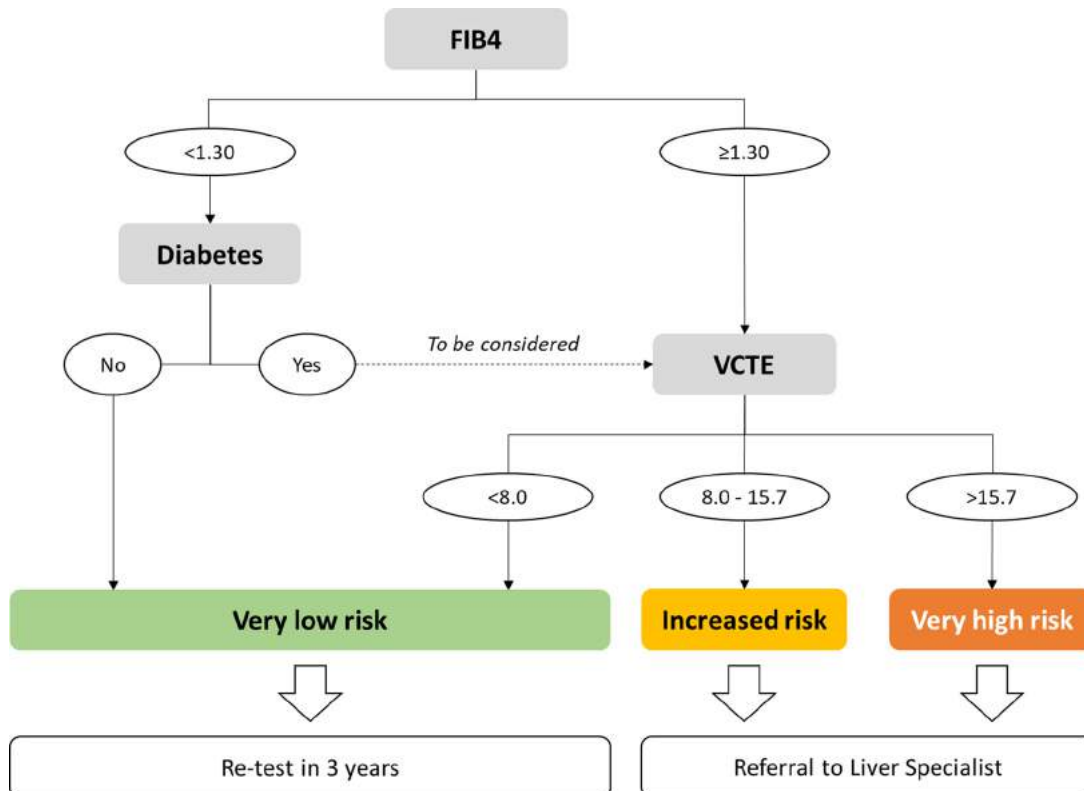 FIB4
<1.30
≥1.30
Diabetes
No
Yes
To be considered
VCTE
<8.0
8.0 - 15.7
>15.7
Very low risk
Increased risk
Very high risk
Re-test in 3 years
Referral to Liver Specialist